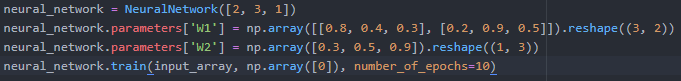 neural_network = NeuralNetwork([2, 3, 1])
neural_network.parameters['W1'] = np.array([[0.8, 0.4, 0.3], [0.2, 0.9, 0.5]]).reshape((3, 2))
neural_network.parameters['W2'] = np.array([0.3, 0.5, 0.9]).reshape((1, 3))
neural_network.train(input_array, np.array([0]), number_of_epochs=10)